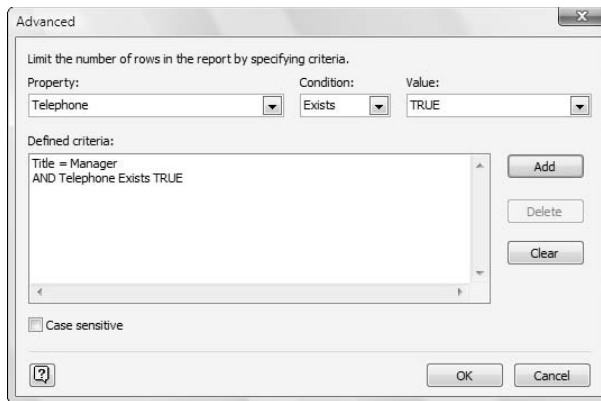 Advanced
Limit the number of rows in the report by specifying criteria.
Property: Condition: Value:
Telephone Exists TRUE
Defined criteria:
Title = Manager
AND Telephone Exists TRUE
Add
Delete
Clear
Case sensitive
OK Cancel